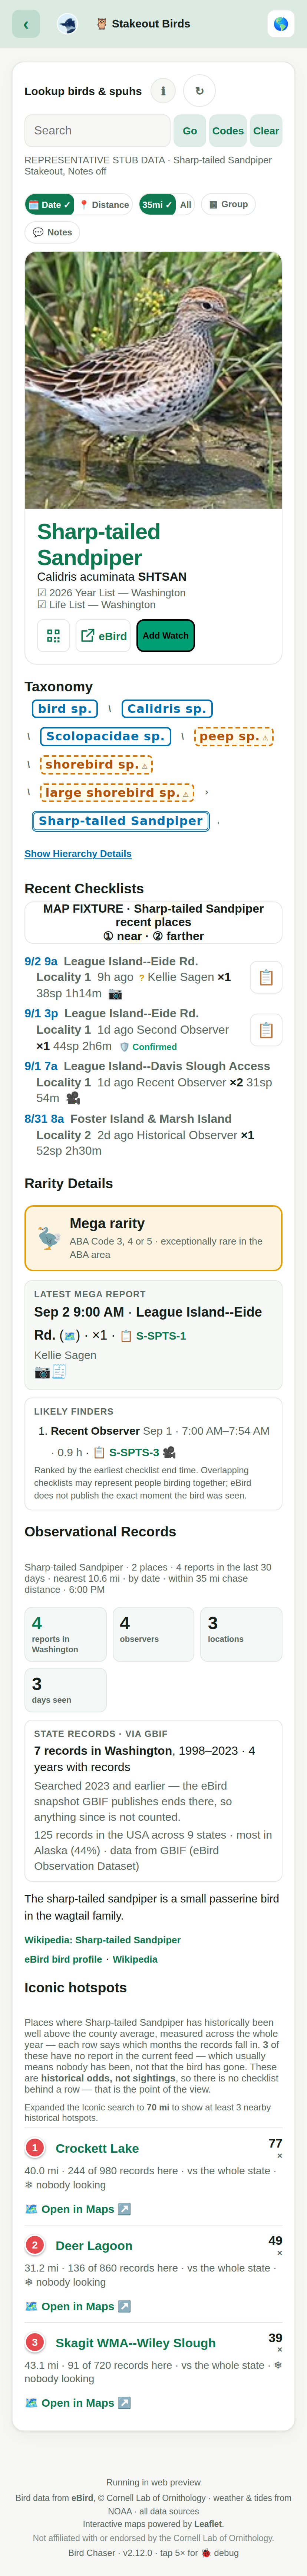 ‹ 🦉 Stakeout Birds 🌎
Lookup birds & spuhs ℹ ↻
Search Go Codes Clear
REPRESENTATIVE STUB DATA · Sharp-tailed Sandpiper
Stakeout, Notes off
🗓️ Date ✓ 📍 Distance 35mi ✓ All ▦ Group
💬 Notes
Sharp-tailed
Sandpiper
Calidris acuminata SHTSAN
☑ 2026 Year List — Washington
☑ Life List — Washington
eBird Add Watch
Taxonomy
bird sp. \ Calidris sp.
\ Scolopacidae sp. \ peep sp.⚠
\ shorebird sp.⚠
\ large shorebird sp.⚠ ›
Sharp-tailed Sandpiper .
Show Hierarchy Details
Recent Checklists
MAP FIXTURE · Sharp-tailed Sandpiper
recent places
① near · ② farther
9/2 9a League Island--Eide Rd.
Locality 1 9h ago ? Kellie Sagen ×1
38sp 1h14m 📷
9/1 3p League Island--Eide Rd.
Locality 1 1d ago Second Observer
×1 44sp 2h6m 🛡️ Confirmed
9/1 7a League Island--Davis Slough Access
Locality 1 1d ago Recent Observer ×2 31sp
54m 🎥
8/31 8a Foster Island & Marsh Island
Locality 2 2d ago Historical Observer ×1
52sp 2h30m
Rarity Details
Mega rarity
ABA Code 3, 4 or 5 · exceptionally rare in the
ABA area
LATEST MEGA REPORT
Sep 2 9:00 AM · League Island--Eide
Rd. (🗺️) · ×1 · 📋 S-SPTS-1
Kellie Sagen
📷🧾
LIKELY FINDERS
1. Recent Observer Sep 1 · 7:00 AM–7:54 AM
· 0.9 h · 📋 S-SPTS-3 🎥
Ranked by the earliest checklist end time. Overlapping
checklists may represent people birding together; eBird
does not publish the exact moment the bird was seen.
Observational Records
Sharp-tailed Sandpiper · 2 places · 4 reports in the last 30
days · nearest 10.6 mi · by date · within 35 mi chase
distance · 6:00 PM
4 4 3
reports in observers locations
Washington
3
days seen
STATE RECORDS · VIA GBIF
7 records in Washington, 1998–2023 · 4
years with records
Searched 2023 and earlier — the eBird
snapshot GBIF publishes ends there, so
anything since is not counted.
125 records in the USA across 9 states · most in
Alaska (44%) · data from GBIF (eBird
Observation Dataset)
The sharp-tailed sandpiper is a small passerine bird
in the wagtail family.
Wikipedia: Sharp-tailed Sandpiper
eBird bird profile · Wikipedia
Iconic hotspots
Places where Sharp-tailed Sandpiper has historically been
well above the county average, measured across the whole
year — each row says which months the records fall in. 3 of
these have no report in the current feed — which usually
means nobody has been, not that the bird has gone. These
are historical odds, not sightings, so there is no checklist
behind a row — that is the point of the view.
Expanded the Iconic search to 70 mi to show at least 3 nearby
historical hotspots.
1 Crockett Lake 77
×
40.0 mi · 244 of 980 records here · vs the whole state ·
❄ nobody looking
🗺️ Open in Maps ↗
2 Deer Lagoon 49
×
31.2 mi · 136 of 860 records here · vs the whole state ·
❄ nobody looking
🗺️ Open in Maps ↗
3 Skagit WMA--Wiley Slough 39
×
43.1 mi · 91 of 720 records here · vs the whole state · ❄
nobody looking
🗺️ Open in Maps ↗
Running in web preview
Bird data from eBird, © Cornell Lab of Ornithology · weather & tides from
NOAA · all data sources
Interactive maps powered by Leaflet.
Not affiliated with or endorsed by the Cornell Lab of Ornithology.
Bird Chaser · v2.12.0 · tap 5× for 🐞 debug